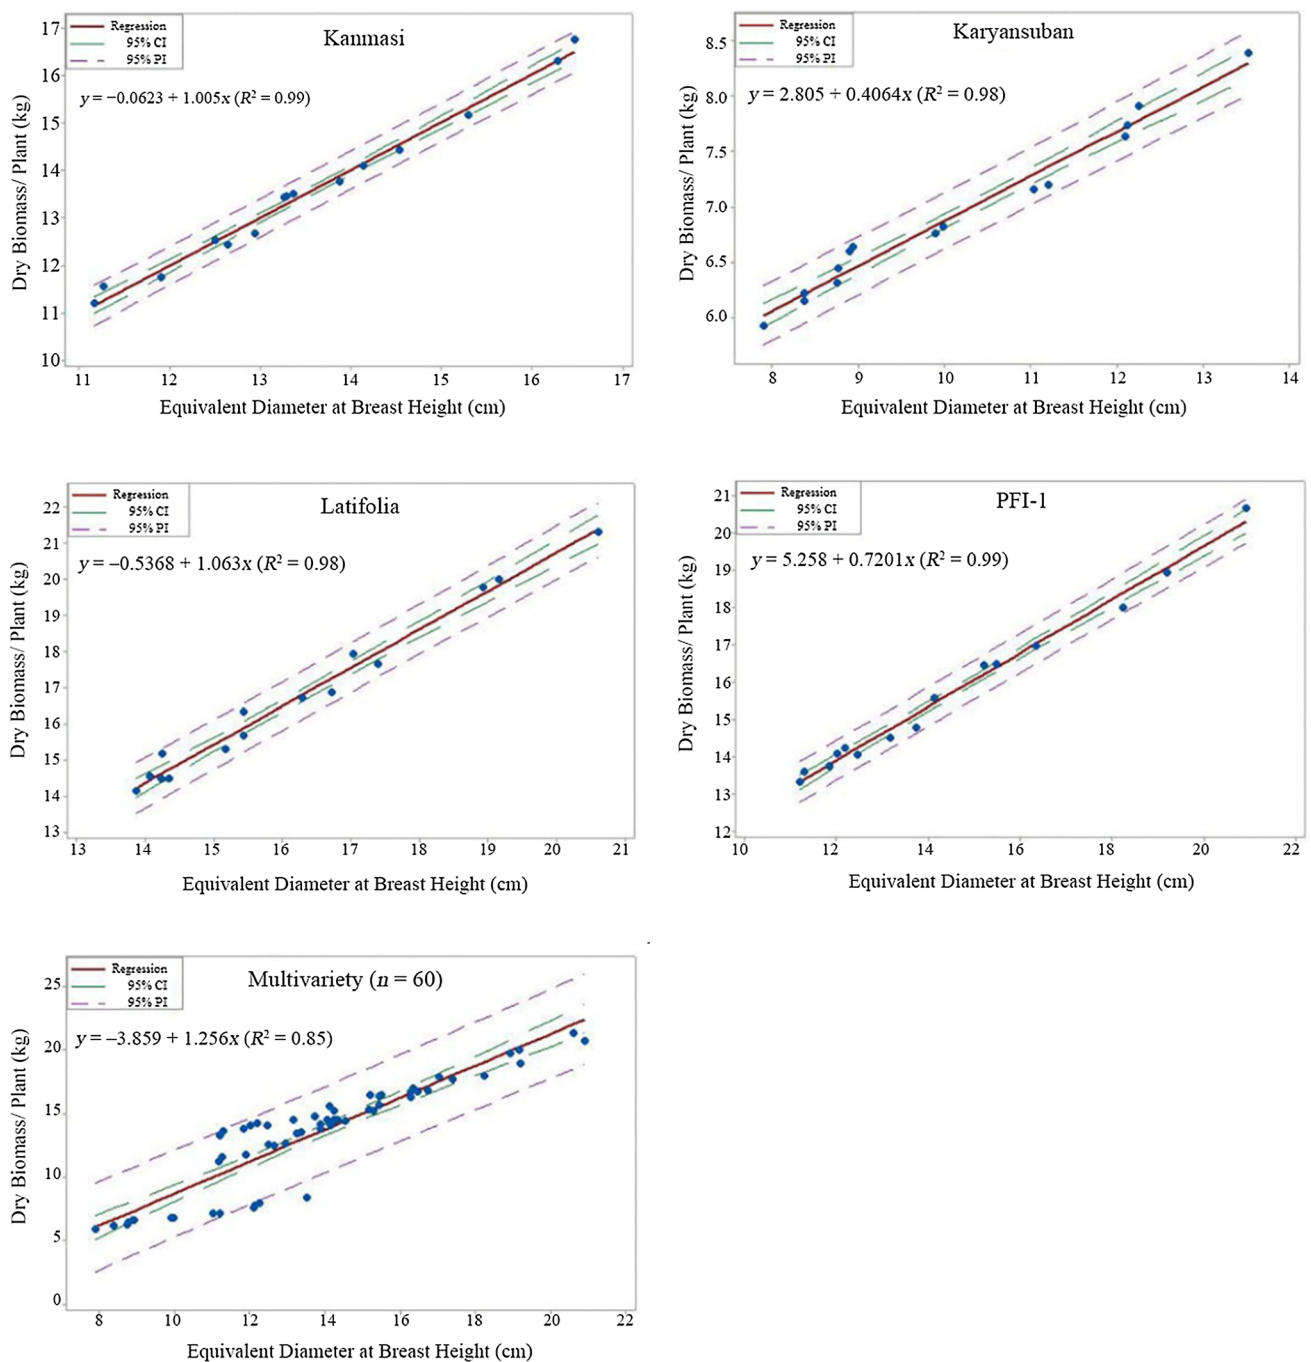 Kanmasi
Regression
95% CI
95% PI
y = −0.0623 + 1.005x (R² = 0.99)
17
16
15
14
13
12
11
10
Dry Biomass/ Plant (kg)
11 12 13 14 15 16 17
Equivalent Diameter at Breast Height (cm)
Karyansuban
Regression
95% CI
95% PI
y = 2.805 + 0.4064x (R² = 0.98)
8.5
8.0
7.5
7.0
6.5
6.0
Dry Biomass/ Plant (kg)
8 9 10 11 12 13 14
Equivalent Diameter at Breast Height (cm)
Latifolia
Regression
95% CI
95% PI
y = −0.5368 + 1.063x (R² = 0.98)
22
21
20
19
18
17
16
15
14
13
Dry Biomass/ Plant (kg)
13 14 15 16 17 18 19 20 21
Equivalent Diameter at Breast Height (cm)
PFI-1
Regression
95% CI
95% PI
y = 5.258 + 0.7201x (R² = 0.99)
21
20
19
18
17
16
15
14
13
12
Dry Biomass/ Plant (kg)
10 12 14 16 18 20 22
Equivalent Diameter at Breast Height (cm)
Multivariety (n = 60)
Regression
95% CI
95% PI
y = −3.859 + 1.256x (R² = 0.85)
25
20
15
10
5
0
Dry Biomass/ Plant (kg)
8 10 12 14 16 18 20 22
Equivalent Diameter at Breast Height (cm)